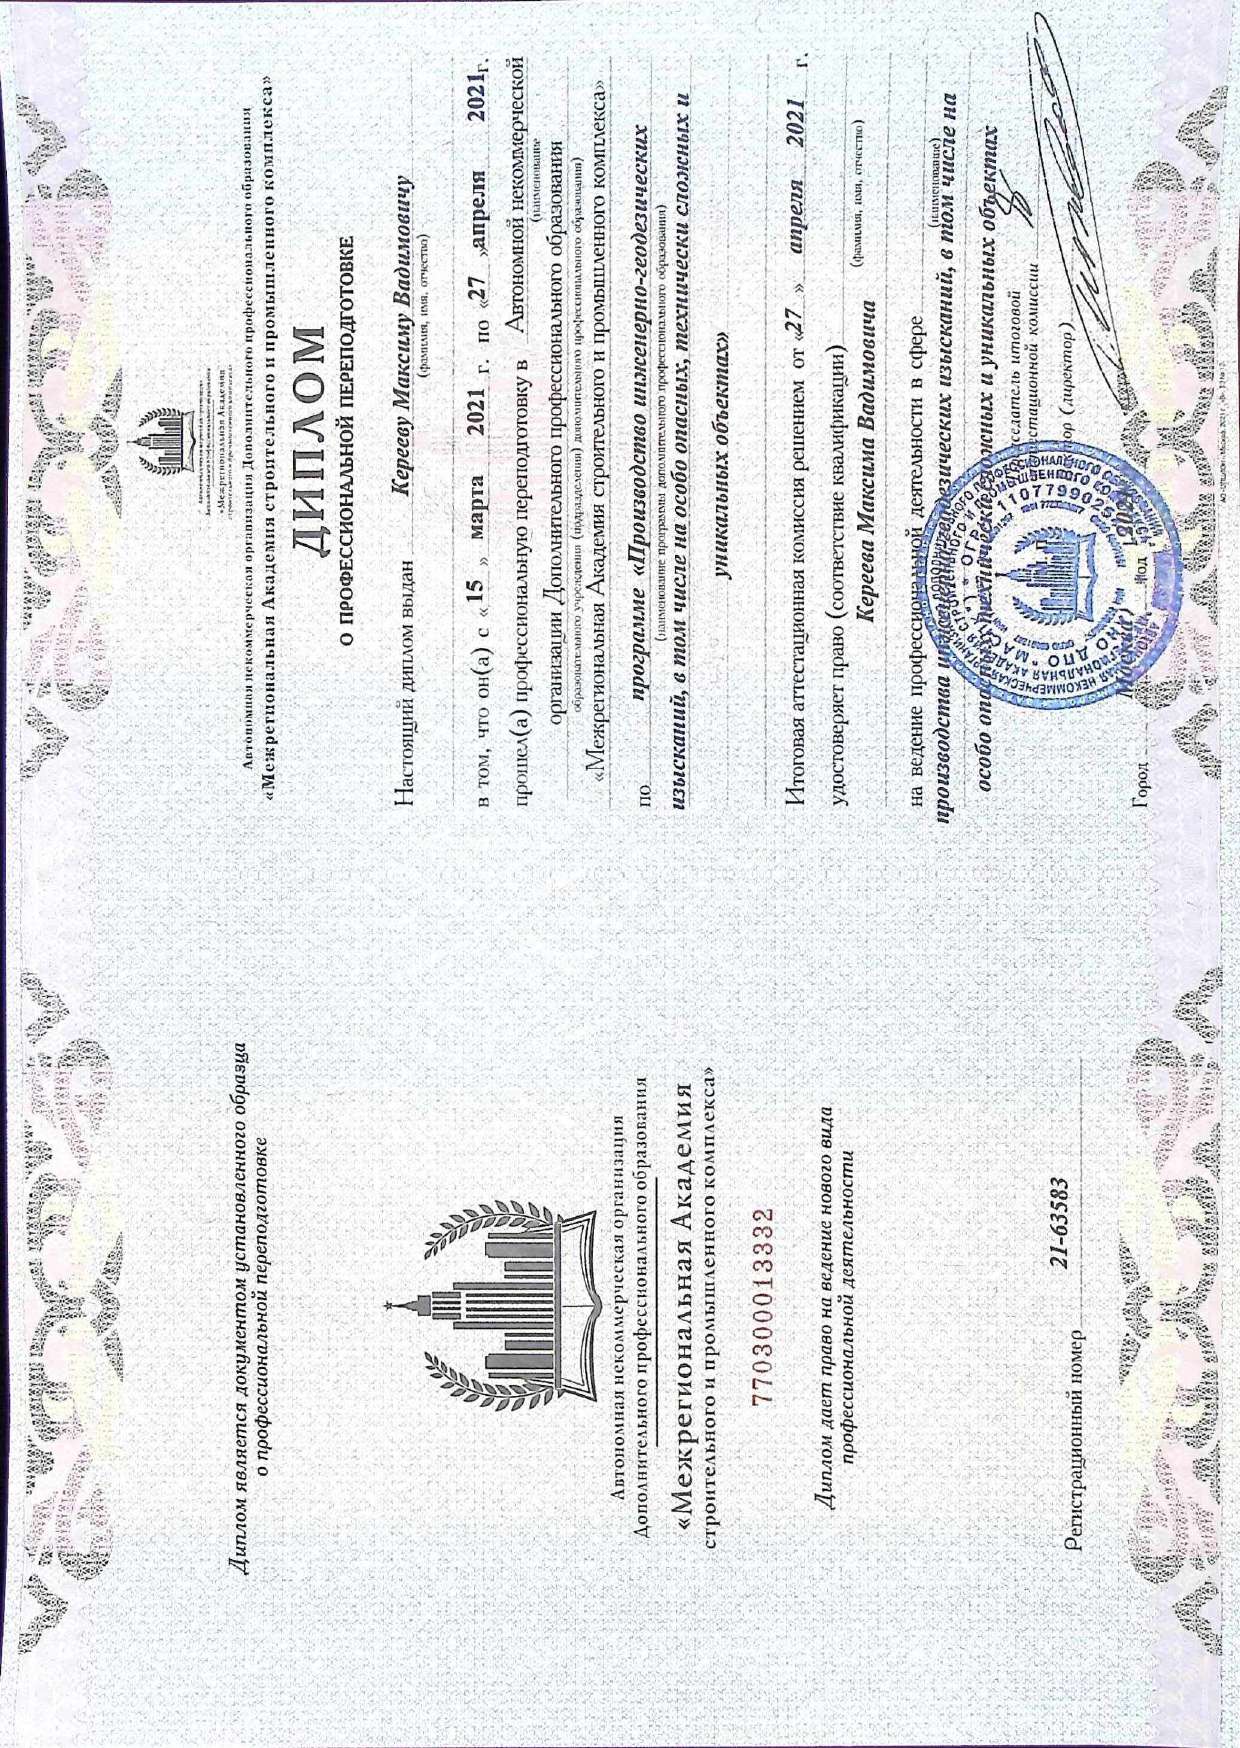 Диплом является документом установленного образца
о профессиональной переподготовке
Автономная некоммерческая организация
Дополнительного профессионального образования
«Межрегиональная Академия
строительного и промышленного комплекса»
770300013332
Диплом дает право на ведение нового вида
профессиональной деятельности
Регистрационный номер 21-63583
«Межрегиональная Академия
строительного и промышленного комплекса»
Автономная некоммерческая организация Дополнительного профессионального образования
«Межрегиональная Академия строительного и промышленного комплекса»
ДИПЛОМ
О ПРОФЕССИОНАЛЬНОЙ ПЕРЕПОДГОТОВКЕ
Настоящий диплом выдан Керееву Максиму Вадимовичу
(фамилия, имя, отчество)
в том, что он(а) с «15» марта 2021 г. по «27» апреля 2021г.
прошел(а) профессиональную переподготовку в Автономной некоммерческой
(наименование
организации Дополнительного профессионального образования
образовательного учреждения (подразделения) дополнительного профессионального образования)
«Межрегиональная Академия строительного и промышленного комплекса»
по программе «Производство инженерно-геодезических
(наименование программы дополнительного профессионального образования)
изысканий, в том числе на особо опасных, технически сложных и
уникальных объектах»
Итоговая аттестационная комиссия решением от «27» апреля 2021 г.
удостоверяет право (соответствие квалификации)
(фамилия, имя, отчество)
Кереева Максима Вадимовича
на ведение профессиональной деятельности в сфере
(наименование)
производства инженерно-геодезических изысканий, в том числе на
особо опасных, технически сложных и уникальных объектах
председатель итоговой
аттестационной комиссии
(директор)
Город Москва Год 2021